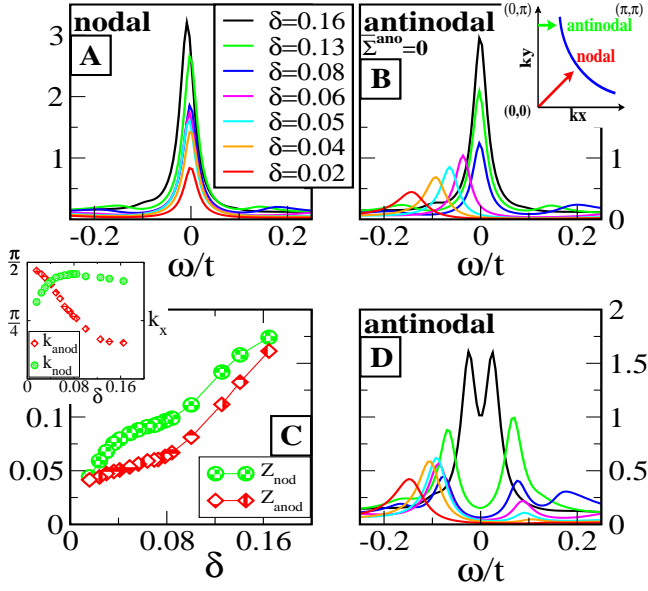 nodal
A
3
2
1
-0.2
0
0.2
ω/t
δ=0.16
δ=0.13
δ=0.08
δ=0.06
δ=0.05
δ=0.04
δ=0.02
antinodal
Σ̅ᵃⁿᵒ=0
B
(0,π)
(π,π)
antinodal
nodal
ky
(0,0)
kx
2
1
0
-0.2
0
0.2
ω/t
π/2
π/4
k_anod
k_nod
k_x
0.08
0.16
δ
0.1
0.05
0
C
Z_nod
Z_anod
0
0.08
0.16
δ
antinodal
D
2
1.5
1
0.5
0
-0.2
0
0.2
ω/t